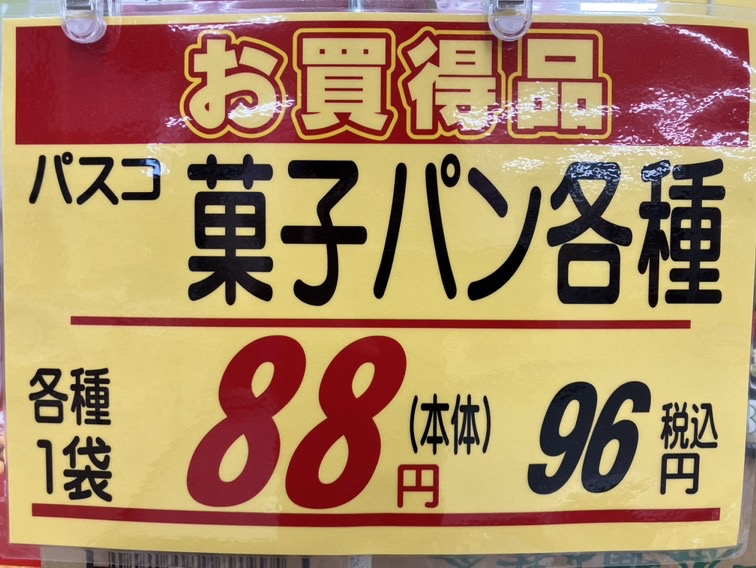 お買得品
パスコ 菓子パン各種
各種 88 (本体) 96 税込
1袋 円 円